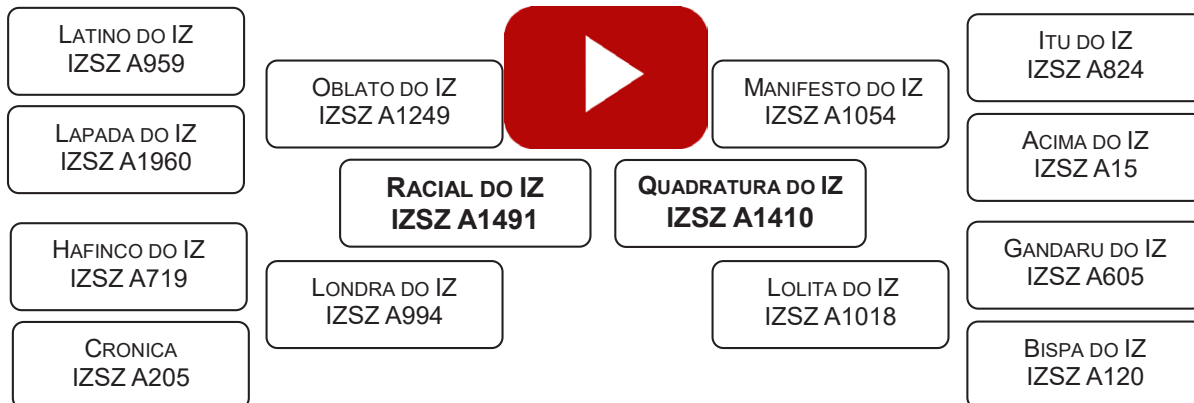 LATINO DO IZ
IZSZ A959
OBLATO DO IZ
IZSZ A1249
LAPADA DO IZ
IZSZ A1960
RACIAL DO IZ
IZSZ A1491
HAFINCO DO IZ
IZSZ A719
LONDRA DO IZ
IZSZ A994
CRONICA
IZSZ A205
ITU DO IZ
IZSZ A824
MANIFESTO DO IZ
IZSZ A1054
ACIMA DO IZ
IZSZ A15
QUADRATURA DO IZ
IZSZ A1410
GANDARU DO IZ
IZSZ A605
LOLITA DO IZ
IZSZ A1018
BISPA DO IZ
IZSZ A120